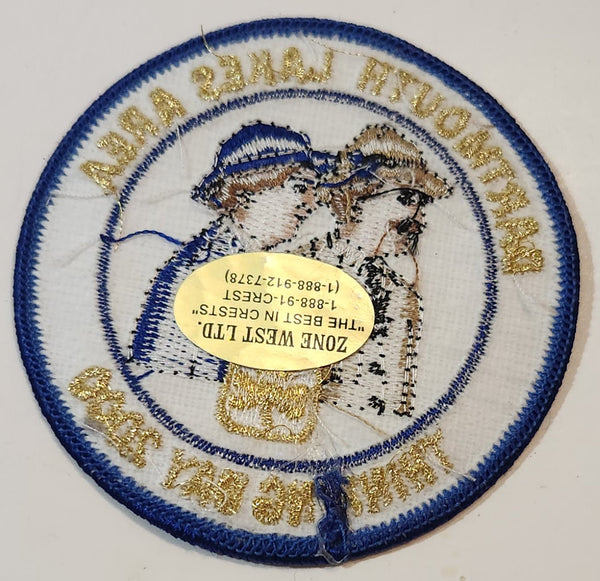 DARTMOUTH LAKES AREA
ZONE WEST LTD.
"THE BEST IN CRESTS"
1-888-91-CREST
(1-888-912-7378)
THINKING DAY 2000